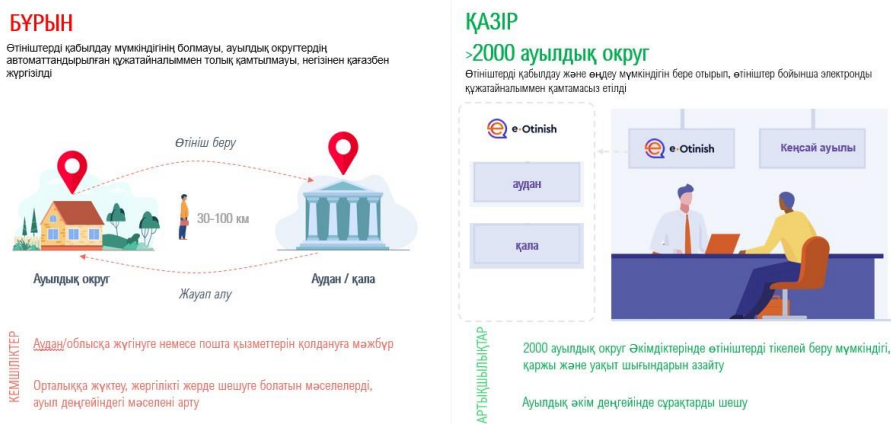 БҰРЫН
Өтініштерді қабылдау мүмкіндігінің болмауы, ауылдық округтердің
автоматтандырылған құжатайналыммен толық қамтылмауы, негізінен қағазбен
жүргізілді
Өтініш беру
30-100 км
Ауылдық округ
Аудан / қала
Жауап алу
КЕМШІЛІКТЕР
Аудан/облысқа жүгінуге немесе пошта қызметтерін қолдануға мәжбүр
Орталыққа жүктеу, жергілікті жерде шешуге болатын мәселелерді,
ауыл деңгейіндегі мәселені арту
ҚАЗІР
>2000 ауылдық округ
Өтініштерді қабылдау және өңдеу мүмкіндігін бере отырып, өтініштер бойынша электронды
құжатайналыммен қамтамасыз етілді
e-Otinish
аудан
қала
e-Otinish
Кеңсай ауылы
АРТЫҚШЫЛЫҚТАР
2000 ауылдық округ Әкімдіктерінде өтініштерді тікелей беру мүмкіндігі,
қаржы және уақыт шығындарын азайту
Ауылдық әкім деңгейінде сұрақтарды шешу